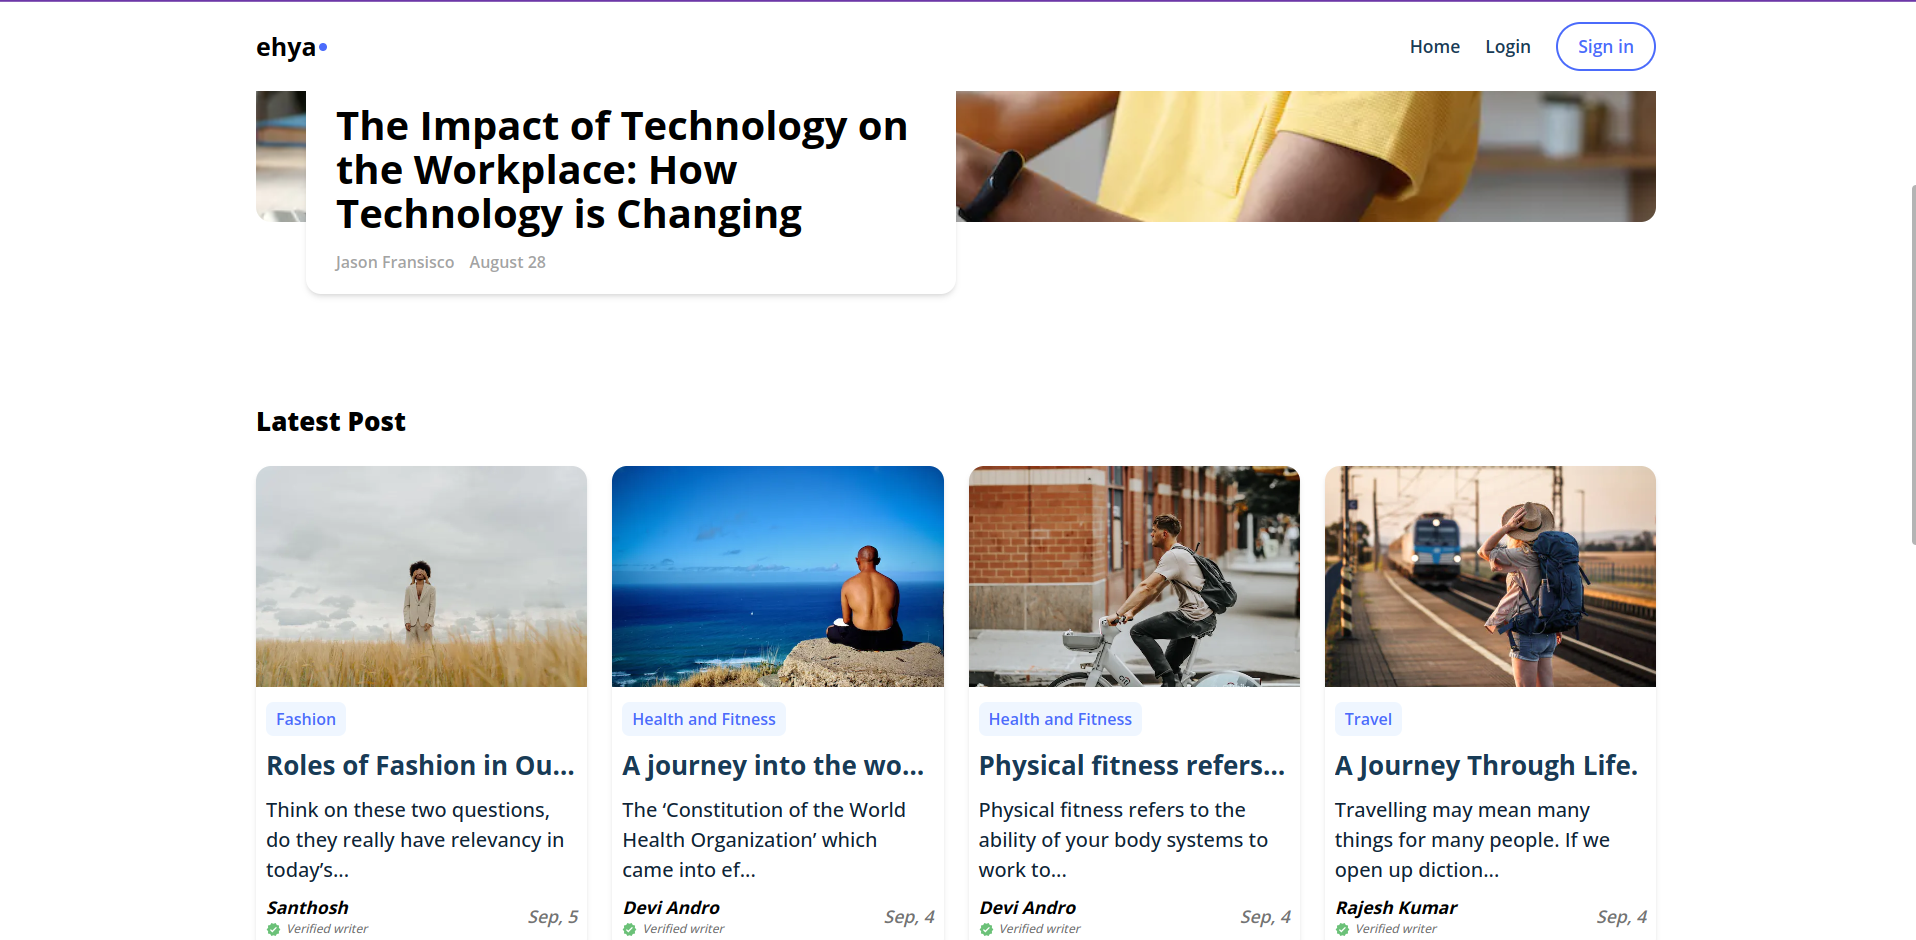 ehya
Home
Login
Sign in
The Impact of Technology on
the Workplace: How
Technology is Changing
Jason Fransisco August 28
Latest Post
Fashion
Roles of Fashion in Ou...
Think on these two questions,
do they really have relevancy in
today's...
Santhosh
Verified writer
Sep, 5
Health and Fitness
A journey into the wo...
The ‘Constitution of the World
Health Organization’ which
came into ef...
Devi Andro
Verified writer
Sep, 4
Health and Fitness
Physical fitness refers...
Physical fitness refers to the
ability of your body systems to
work to...
Devi Andro
Verified writer
Sep, 4
Travel
A Journey Through Life.
Travelling may mean many
things for many people. If we
open up diction...
Rajesh Kumar
Verified writer
Sep, 4